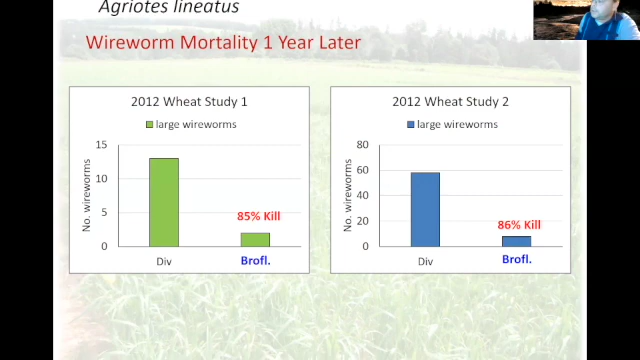 Agriotes lineatus
Wireworm Mortality 1 Year Later
2012 Wheat Study 1
large wireworms
No. wireworms
15
10
5
0
85% Kill
Div
Brofl.
2012 Wheat Study 2
large wireworms
No. wireworms
80
60
40
20
0
86% Kill
Div
Brofl.